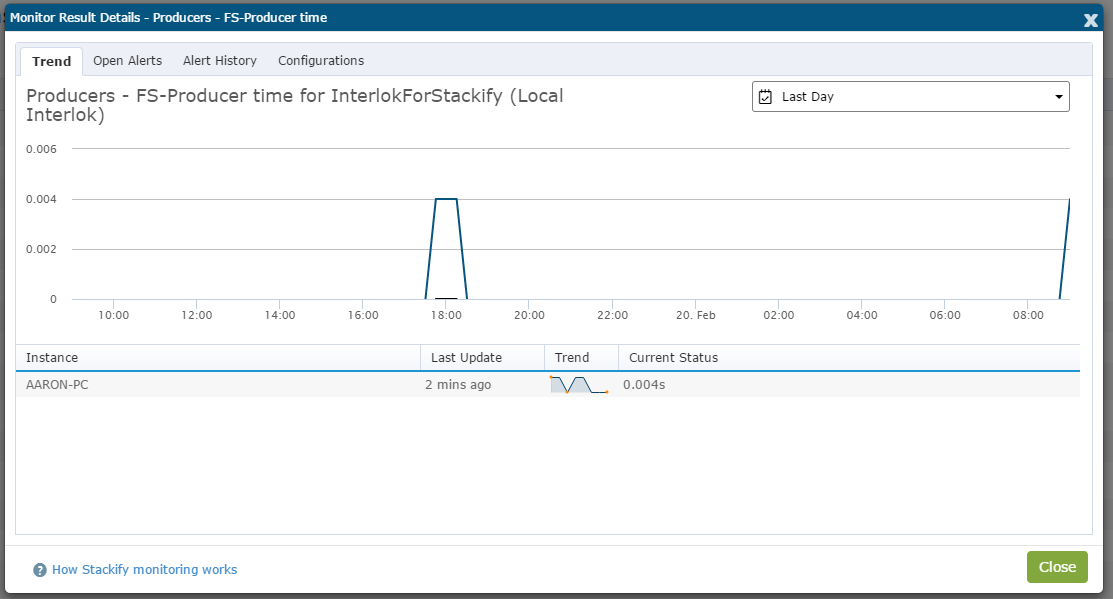 Monitor Result Details - Producers - FS-Producer time
X
Trend
Open Alerts
Alert History
Configurations
Producers - FS-Producer time for InterlokForStackify (Local
Interlok)
Last Day
0.006
0.004
0.002
0
10:00
12:00
14:00
16:00
18:00
20:00
22:00
20. Feb
02:00
04:00
06:00
08:00
Instance
Last Update
Trend
Current Status
AARON-PC
2 mins ago
0.004s
? How Stackify monitoring works
Close